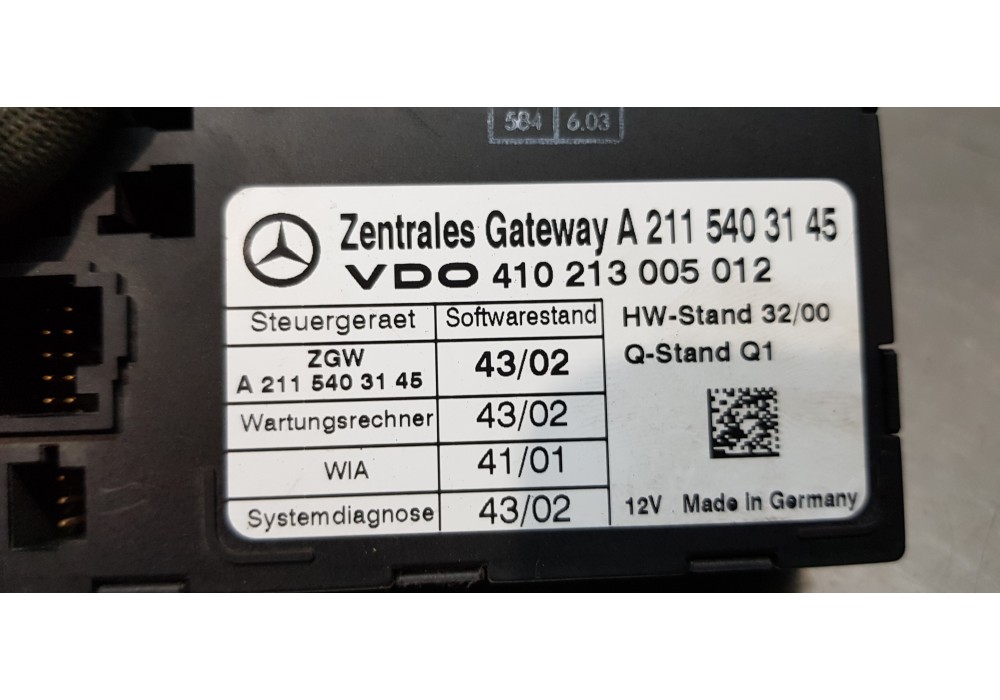 584 6.03
Zentrales Gateway A 211 540 31 45
VDO 410 213 005 012
Steuergeraet Softwarestand
ZGW
A 211 540 31 45 43/02
Wartungsrechner 43/02
WIA 41/01
Systemdiagnose 43/02
HW-Stand 32/00
Q-Stand Q1
12V Made in Germany